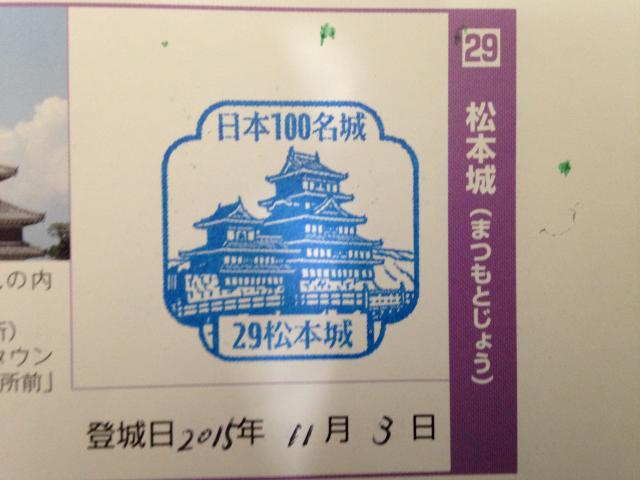 日本100名城
29松本城
29
松本城(まつもとじょう)
の内
所)
タウン
所前」
登城日2015年 11月 3日